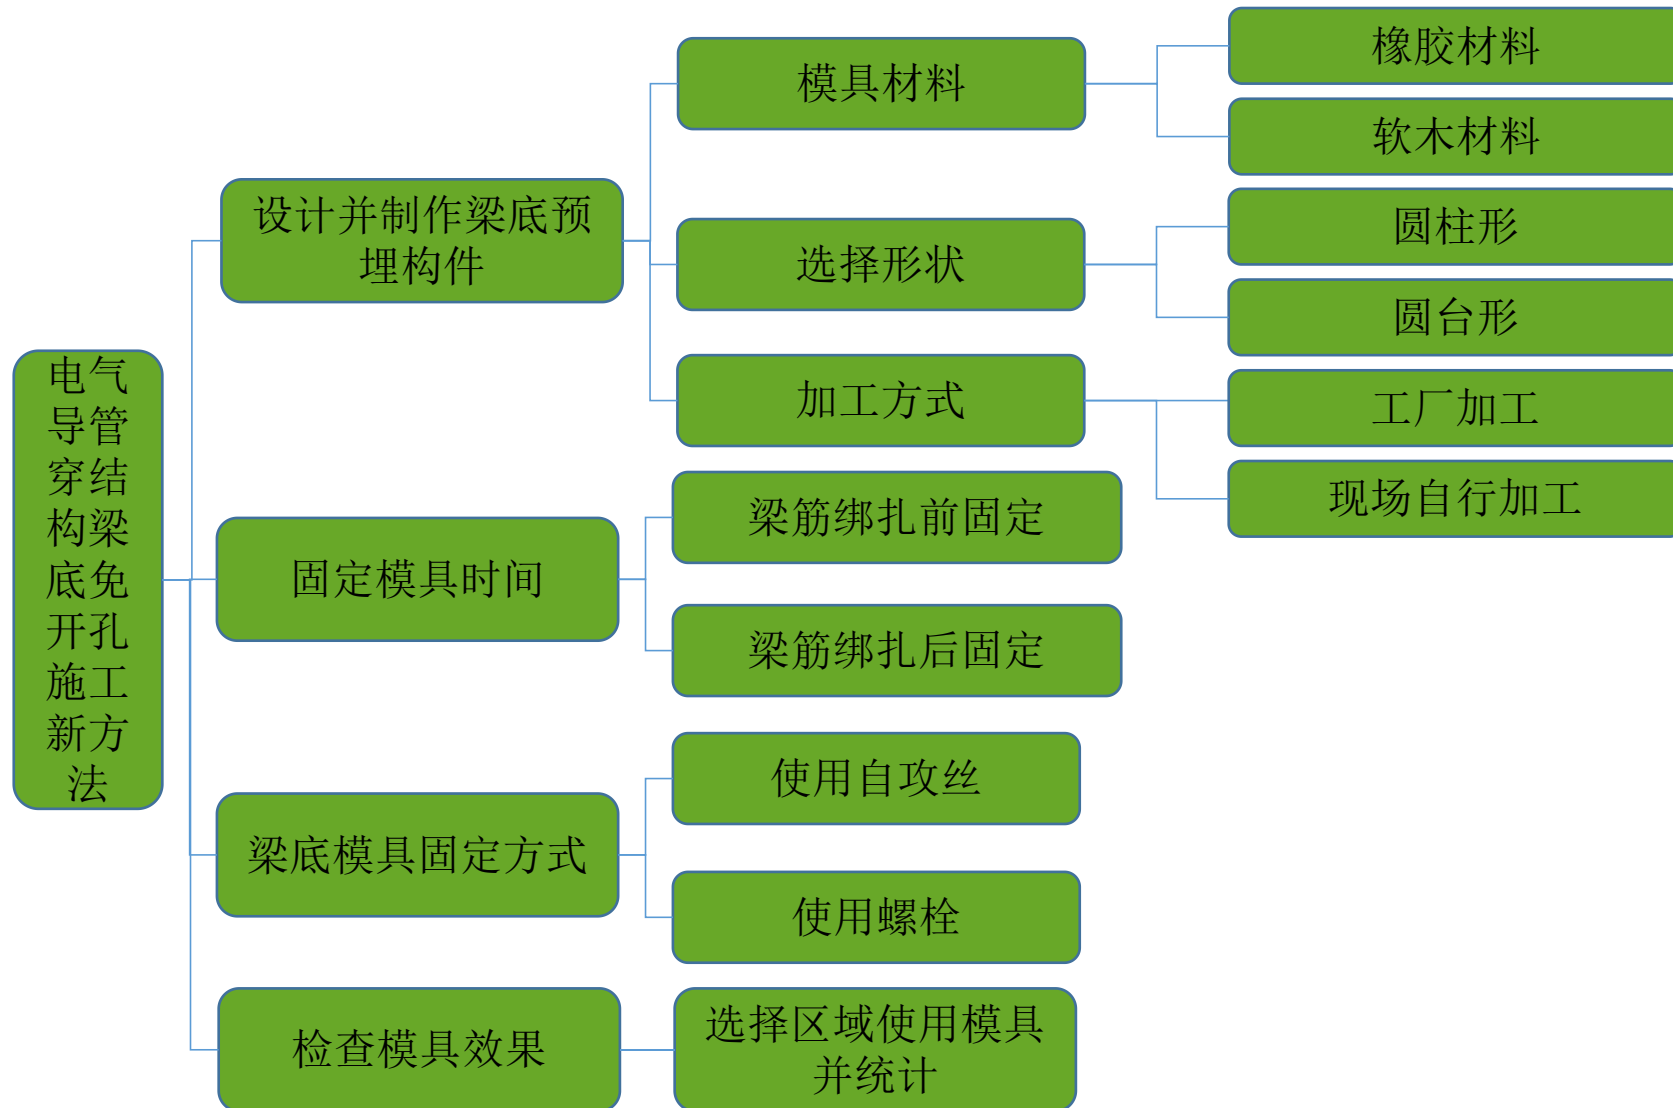 电气
导管
穿结
构梁
底免
开孔
施工
新方
法
设计并制作梁底预
埋构件
模具材料
橡胶材料
软木材料
选择形状
圆柱形
圆台形
加工方式
工厂加工
现场自行加工
固定模具时间
梁筋绑扎前固定
梁筋绑扎后固定
梁底模具固定方式
使用自攻丝
使用螺栓
检查模具效果
选择区域使用模具
并统计